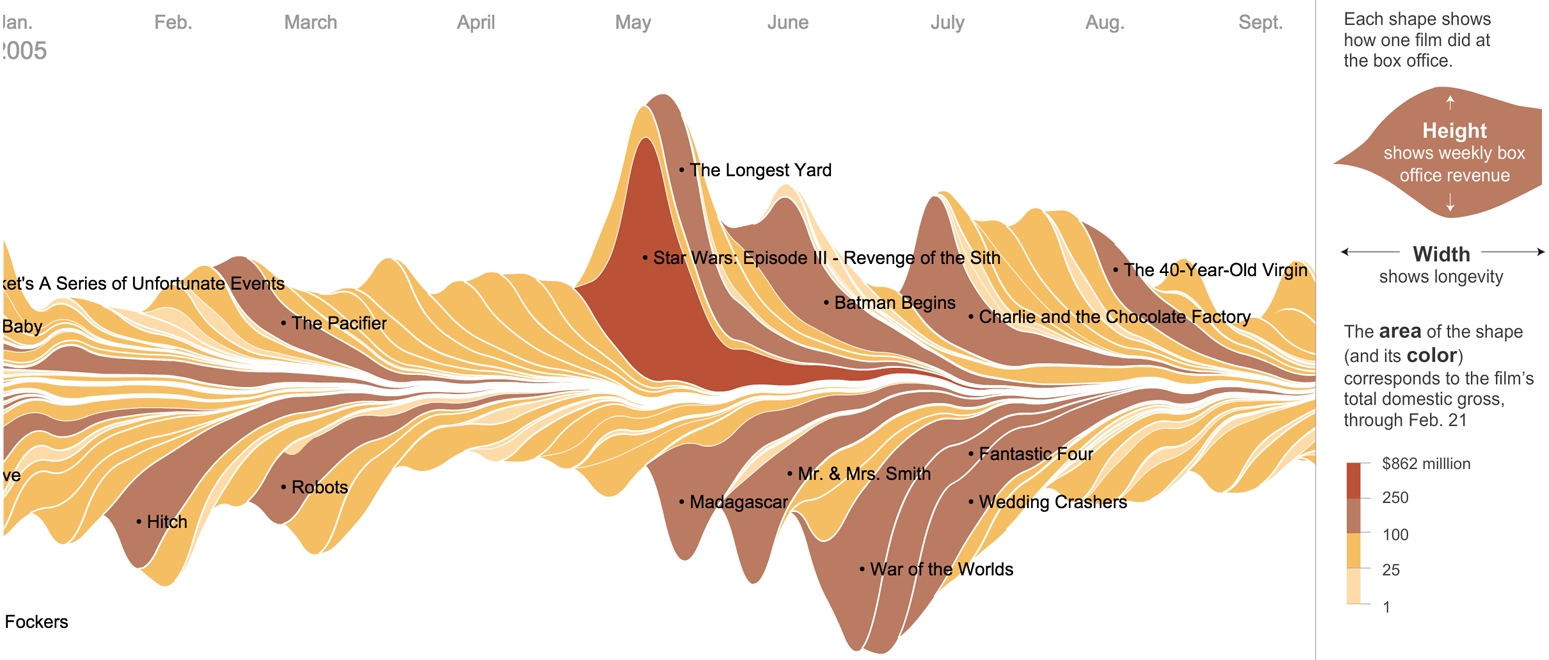 Jan. Feb. March April May June July Aug. Sept.
2005
Each shape shows
how one film did at
the box office.
Height
shows weekly box
office revenue
Width
shows longevity
The area of the shape
(and its color)
corresponds to the film’s
total domestic gross,
through Feb. 21
$862 milllion
250
100
25
1
• The Longest Yard
• Star Wars: Episode III - Revenge of the Sith
• The 40-Year-Old Virgin
ket's A Series of Unfortunate Events
• Batman Begins
• Charlie and the Chocolate Factory
• The Pacifier
Baby
• Fantastic Four
• Mr. & Mrs. Smith
ve
• Robots
• Madagascar
• Wedding Crashers
• Hitch
• War of the Worlds
Fockers